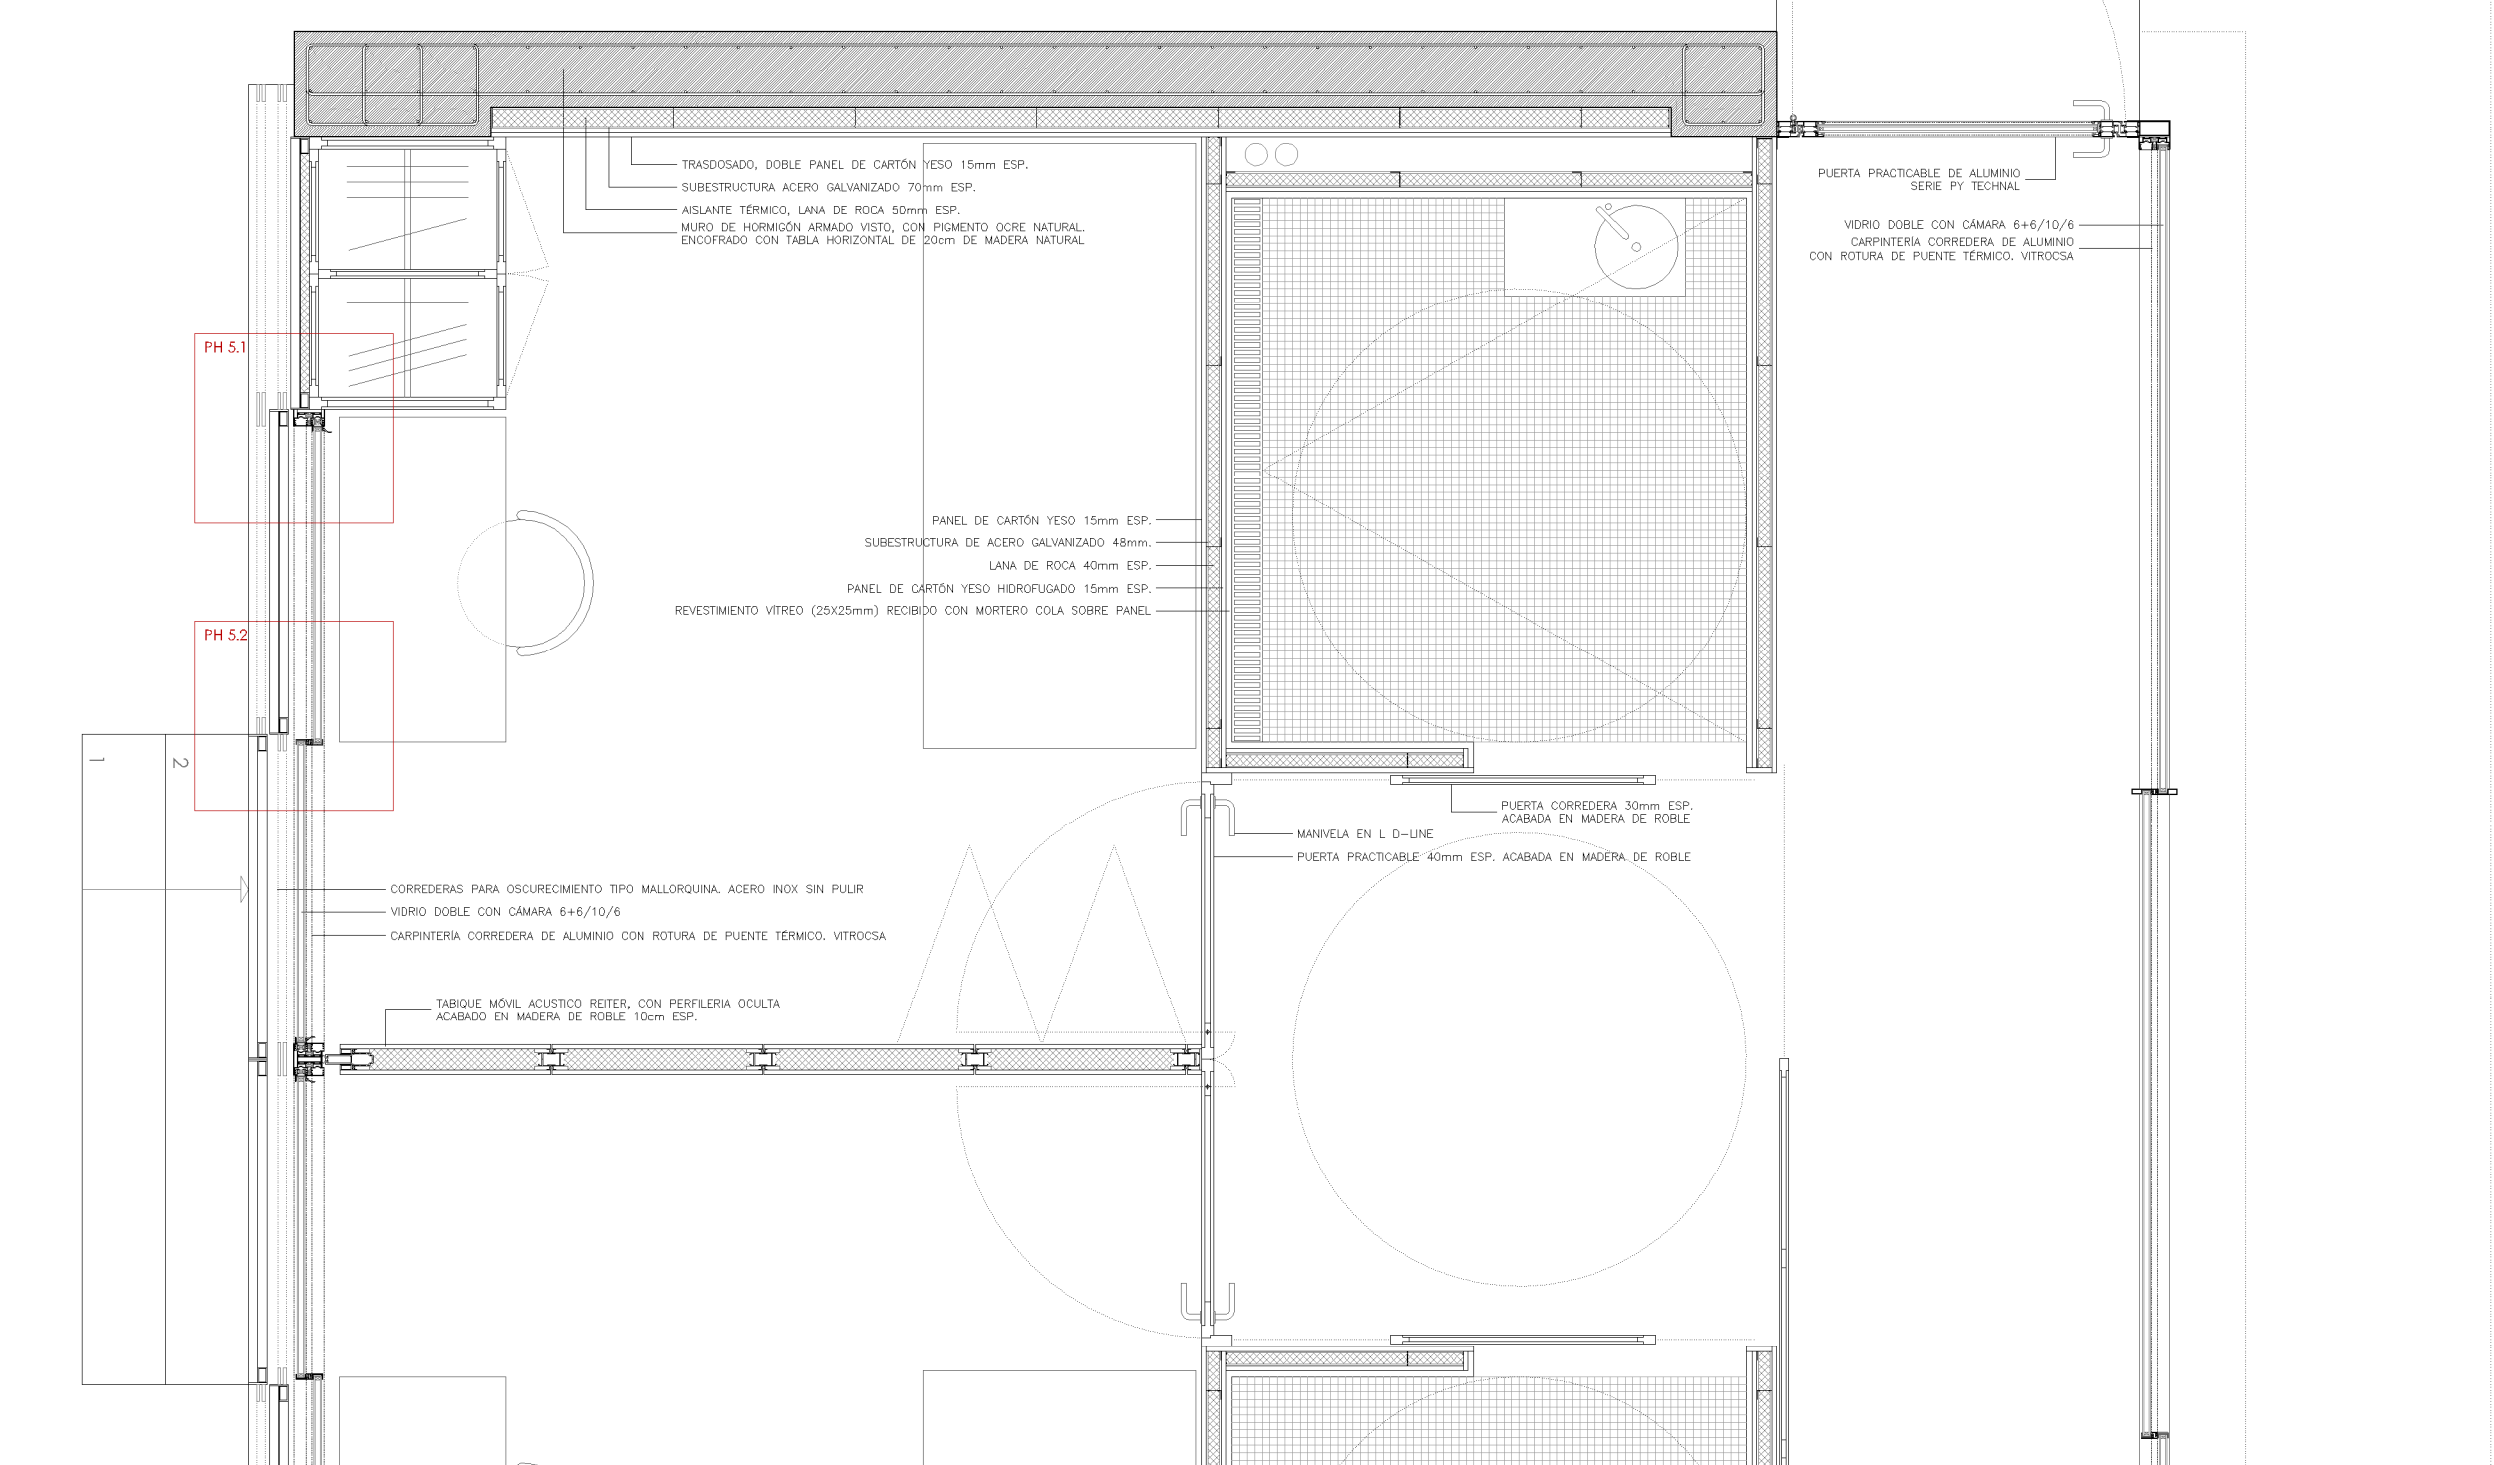 TRASDOSADO, DOBLE PANEL DE CARTÓN YESO 15mm ESP.
SUBESTRUCTURA ACERO GALVANIZADO 70mm ESP.
AISLANTE TÉRMICO, LANA DE ROCA 50mm ESP.
MURO DE HORMIGÓN ARMADO VISTO, CON PIGMENTO OCRE NATURAL.
ENCOFRADO CON TABLA HORIZONTAL DE 20cm DE MADERA NATURAL
PUERTA PRACTICABLE DE ALUMINIO
SERIE PY TECHNAL
VIDRIO DOBLE CON CÁMARA 6+6/10/6
CARPINTERÍA CORREDERA DE ALUMINIO
CON ROTURA DE PUENTE TÉRMICO. VITROCSA
PH 5.1
PANEL DE CARTÓN YESO 15mm ESP.
SUBESTRUCTURA DE ACERO GALVANIZADO 48mm.
LANA DE ROCA 40mm ESP.
PANEL DE CARTÓN YESO HIDROFUGADO 15mm ESP.
REVESTIMIENTO VÍTREO (25X25mm) RECIBIDO CON MORTERO COLA SOBRE PANEL
PH 5.2
1
2
PUERTA CORREDERA 30mm ESP.
ACABADA EN MADERA DE ROBLE
MANIVELA EN L D-LINE
PUERTA PRACTICABLE 40mm ESP. ACABADA EN MADERA DE ROBLE
CORREDERAS PARA OSCURECIMIENTO TIPO MALLORQUINA. ACERO INOX SIN PULIR
VIDRIO DOBLE CON CÁMARA 6+6/10/6
CARPINTERÍA CORREDERA DE ALUMINIO CON ROTURA DE PUENTE TÉRMICO. VITROCSA
TABIQUE MÓVIL ACUSTICO REITER, CON PERFILERIA OCULTA
ACABADO EN MADERA DE ROBLE 10cm ESP.